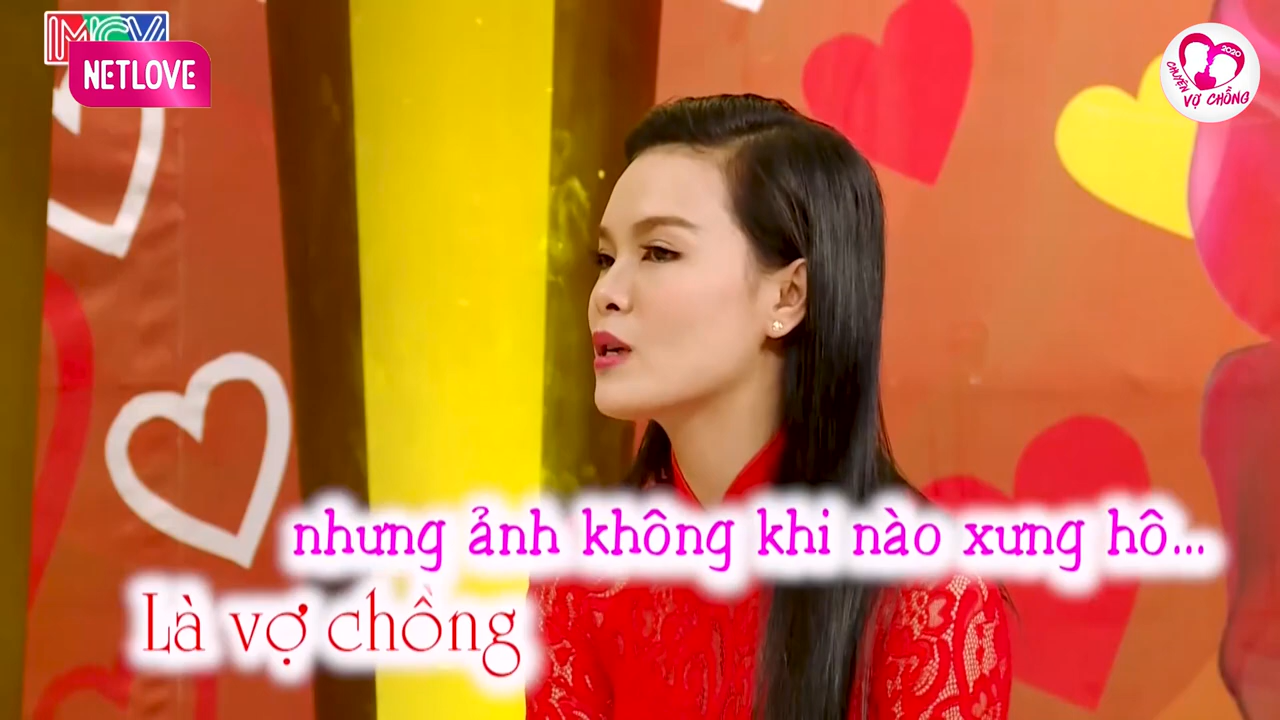 MCV
NETLOVE
2020
CHUYỆN
VỢ CHỒNG
nhưng ảnh không khi nào xưng hô...
Là vợ chồng